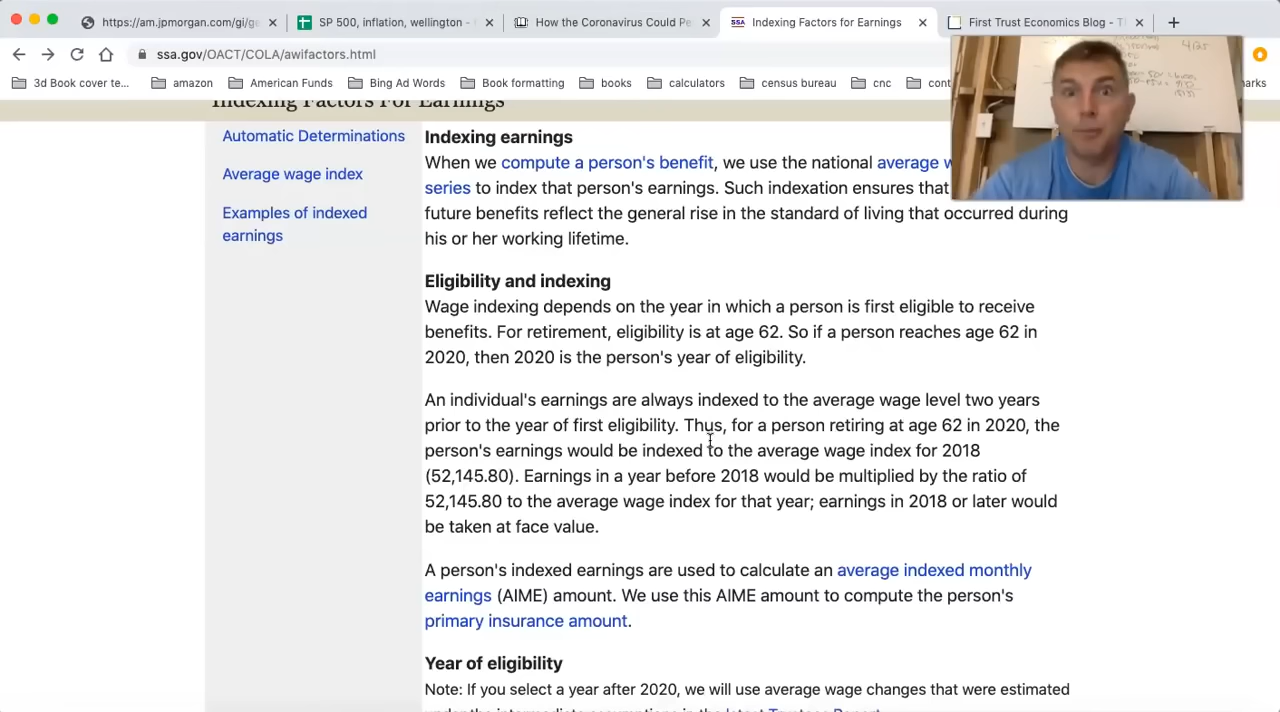 https://am.jpmorgan.com/gi/ge
SP 500, inflation, wellington -
How the Coronavirus Could Pe
Indexing Factors for Earnings
First Trust Economics Blog - T
ssa.gov/OACT/COLA/awifactors.html
3d Book cover te...
amazon
American Funds
Bing Ad Words
Book formatting
books
calculators
census bureau
cnc
cont
arks
Indexing Factors For Earnings
Automatic Determinations
Average wage index
Examples of indexed
earnings
Indexing earnings
When we compute a person's benefit, we use the national average w
series to index that person's earnings. Such indexation ensures that
future benefits reflect the general rise in the standard of living that occurred during
his or her working lifetime.
Eligibility and indexing
Wage indexing depends on the year in which a person is first eligible to receive
benefits. For retirement, eligibility is at age 62. So if a person reaches age 62 in
2020, then 2020 is the person's year of eligibility.
An individual's earnings are always indexed to the average wage level two years
prior to the year of first eligibility. Thus, for a person retiring at age 62 in 2020, the
person's earnings would be indexed to the average wage index for 2018
(52,145.80). Earnings in a year before 2018 would be multiplied by the ratio of
52,145.80 to the average wage index for that year; earnings in 2018 or later would
be taken at face value.
A person's indexed earnings are used to calculate an average indexed monthly
earnings (AIME) amount. We use this AIME amount to compute the person's
primary insurance amount.
Year of eligibility
Note: If you select a year after 2020, we will use average wage changes that were estimated
under the intermediate assumptions in the latest Trustees Report